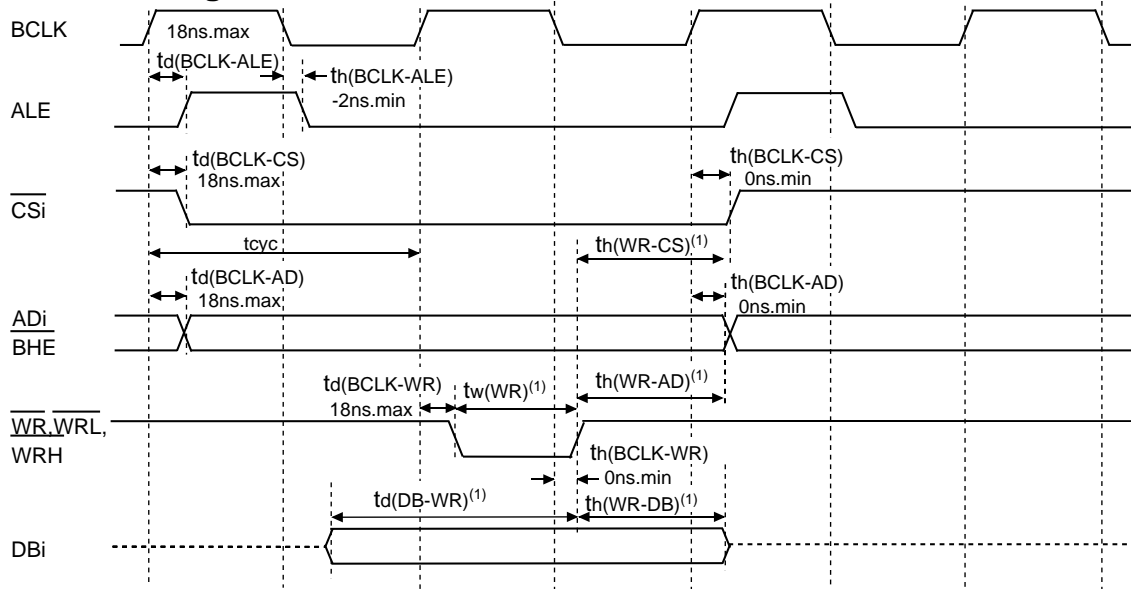 BCLK
18ns.max
td(BCLK-ALE)
th(BCLK-ALE)
-2ns.min
ALE
td(BCLK-CS)
18ns.max
th(BCLK-CS)
0ns.min
CSi
tcyc
th(WR-CS)(1)
td(BCLK-AD)
18ns.max
th(BCLK-AD)
0ns.min
ADi
BHE
td(BCLK-WR)
18ns.max
tw(WR)(1)
th(WR-AD)(1)
WR,WRL,
WRH
th(BCLK-WR)
0ns.min
td(DB-WR)(1)
th(WR-DB)(1)
DBi